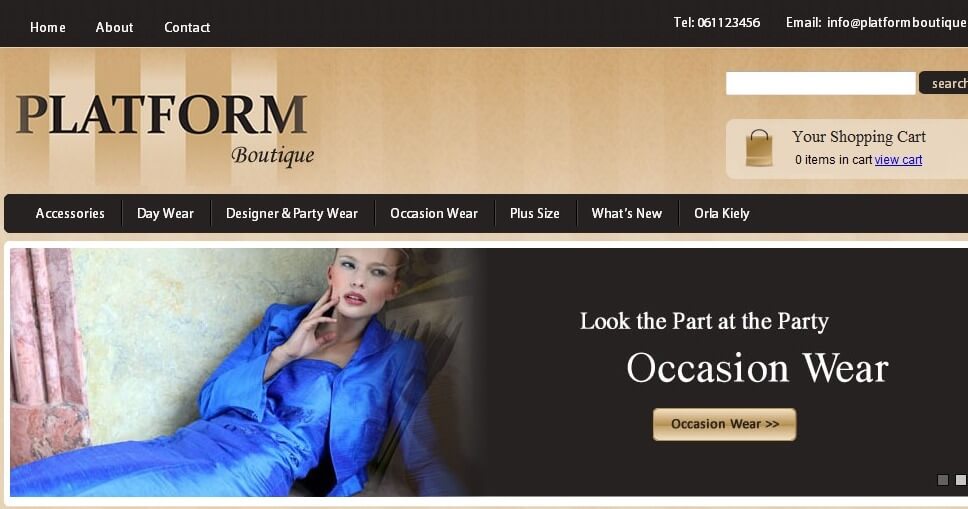 Home About Contact Tel: 061123456 Email: info@platformboutique
PLATFORM
Boutique
search
Your Shopping Cart
0 items in cart view cart
Accessories Day Wear Designer & Party Wear Occasion Wear Plus Size What's New Orla Kiely
Look the Part at the Party
Occasion Wear
Occasion Wear >>